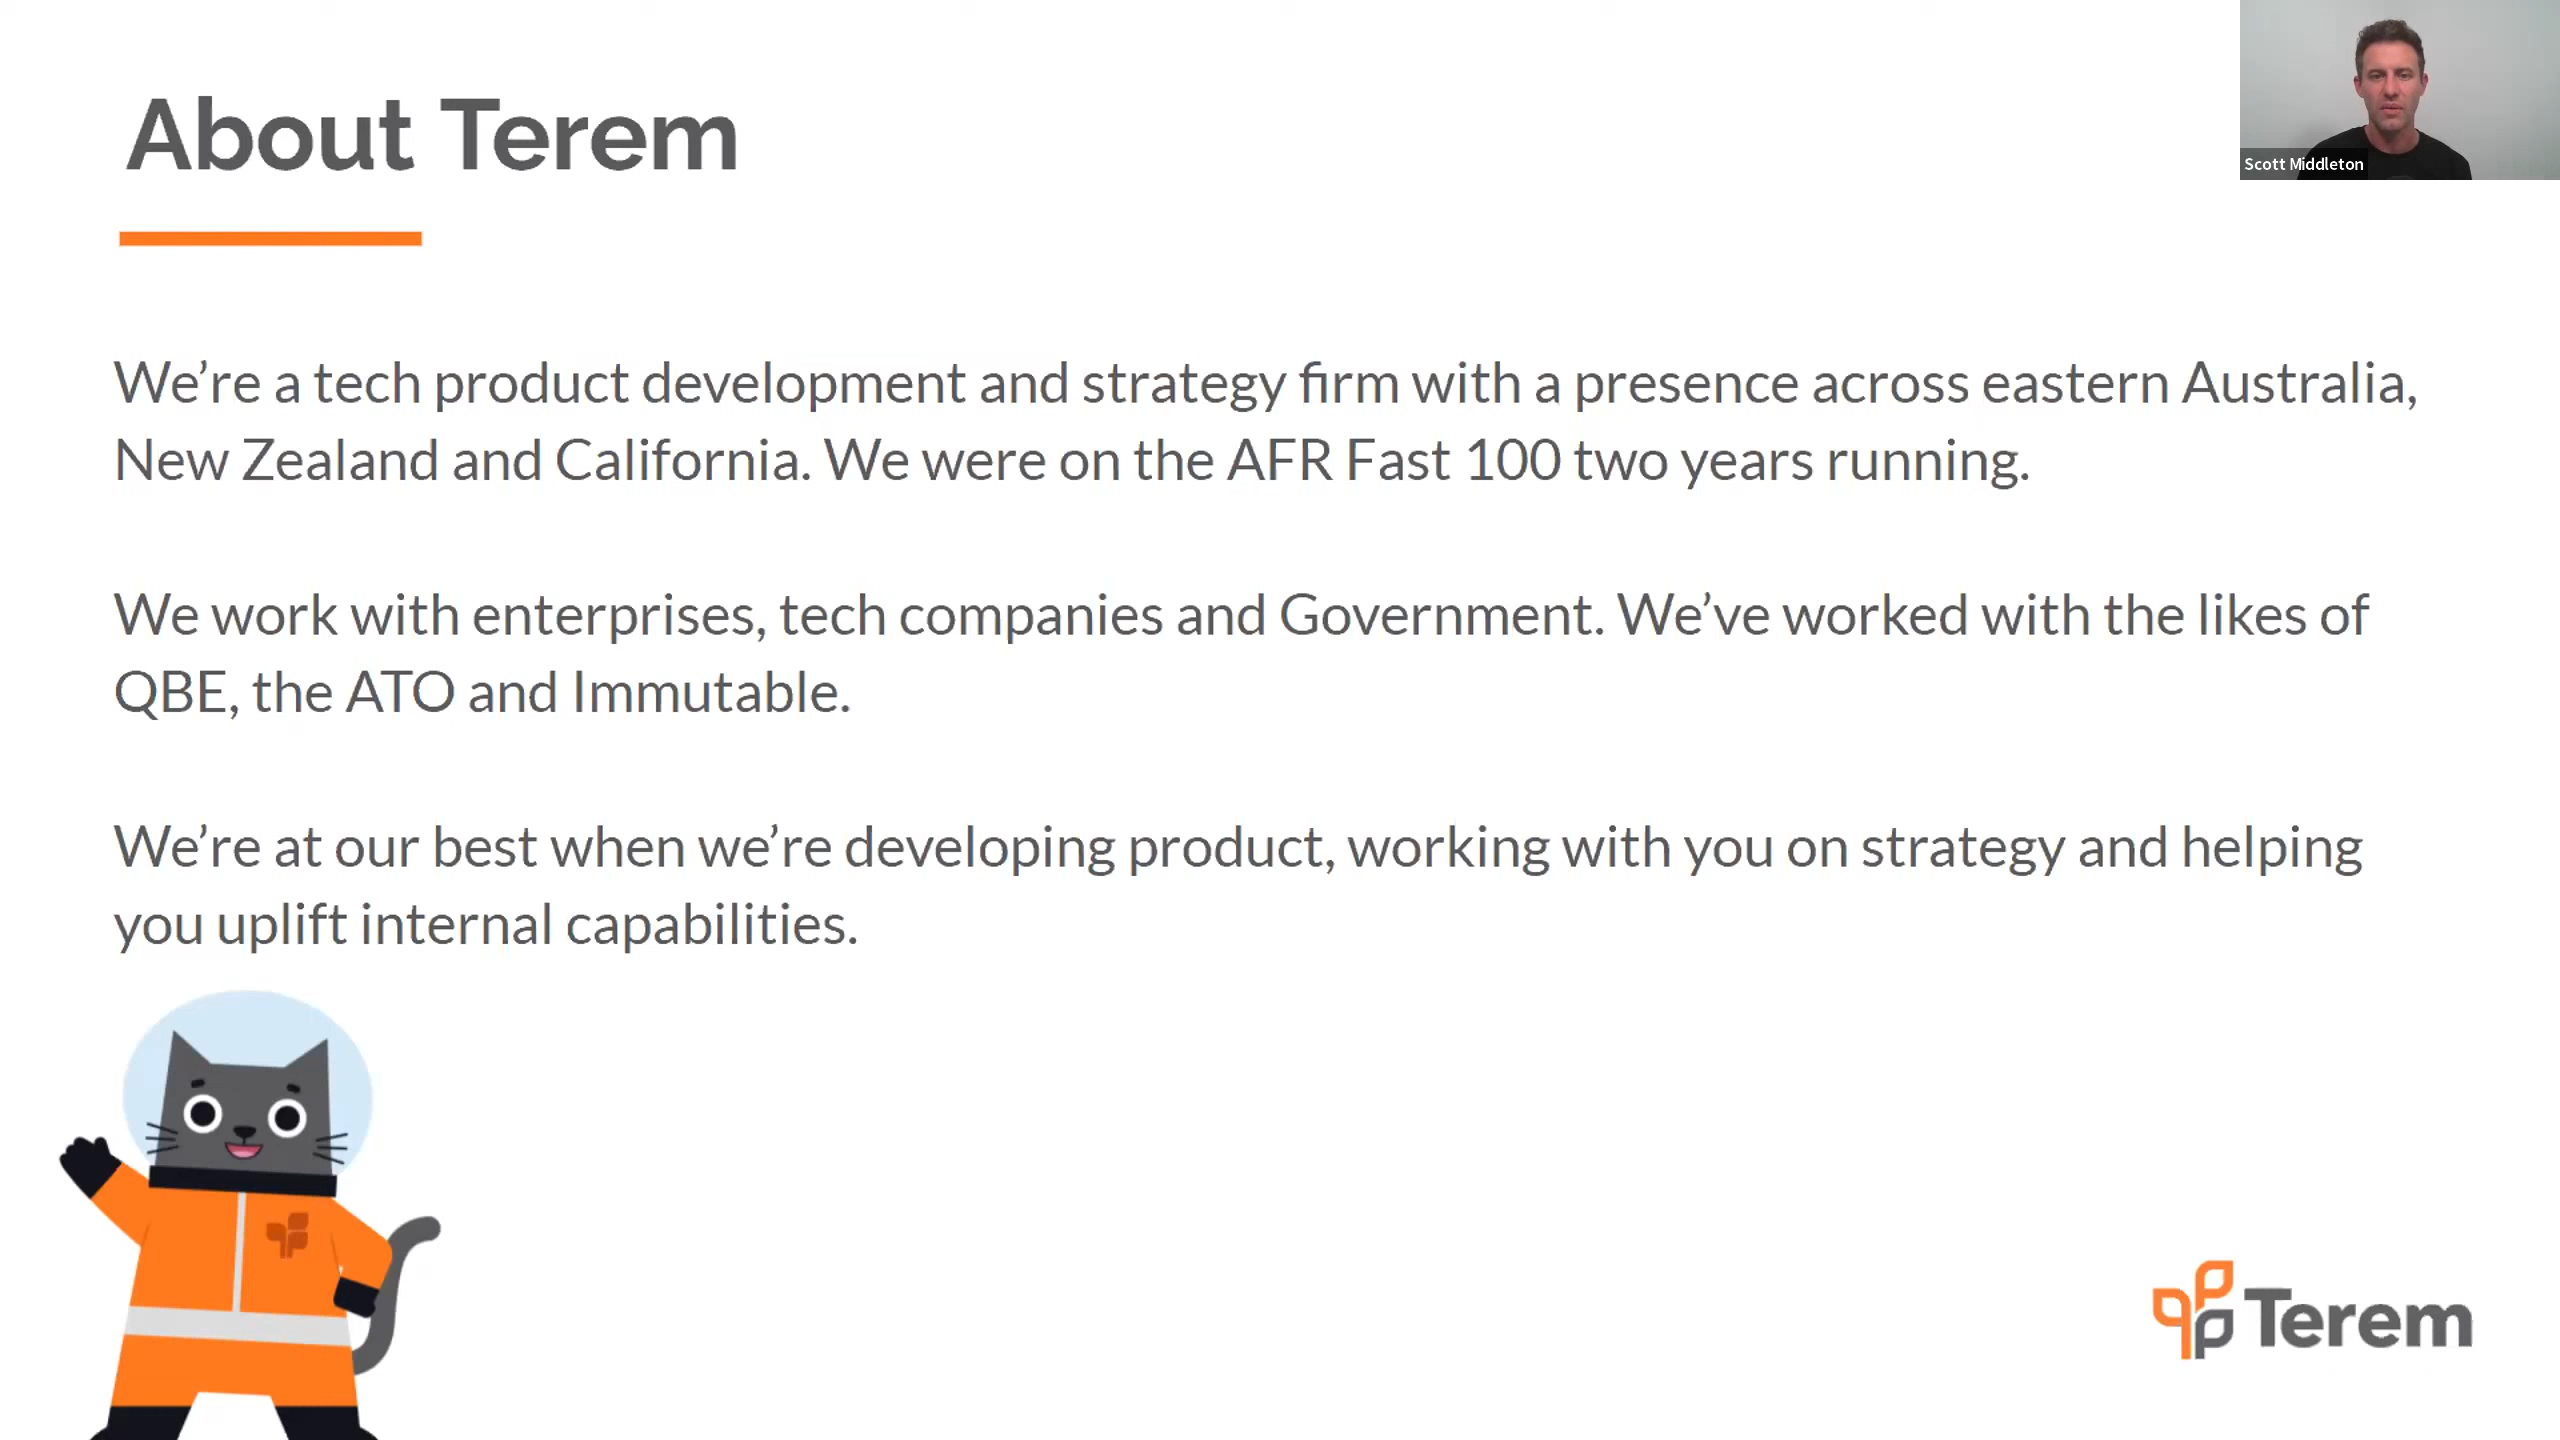 About Terem
Scott Middleton
We’re a tech product development and strategy firm with a presence across eastern Australia,
New Zealand and California. We were on the AFR Fast 100 two years running.
We work with enterprises, tech companies and Government. We’ve worked with the likes of
QBE, the ATO and Immutable.
We’re at our best when we’re developing product, working with you on strategy and helping
you uplift internal capabilities.
Terem